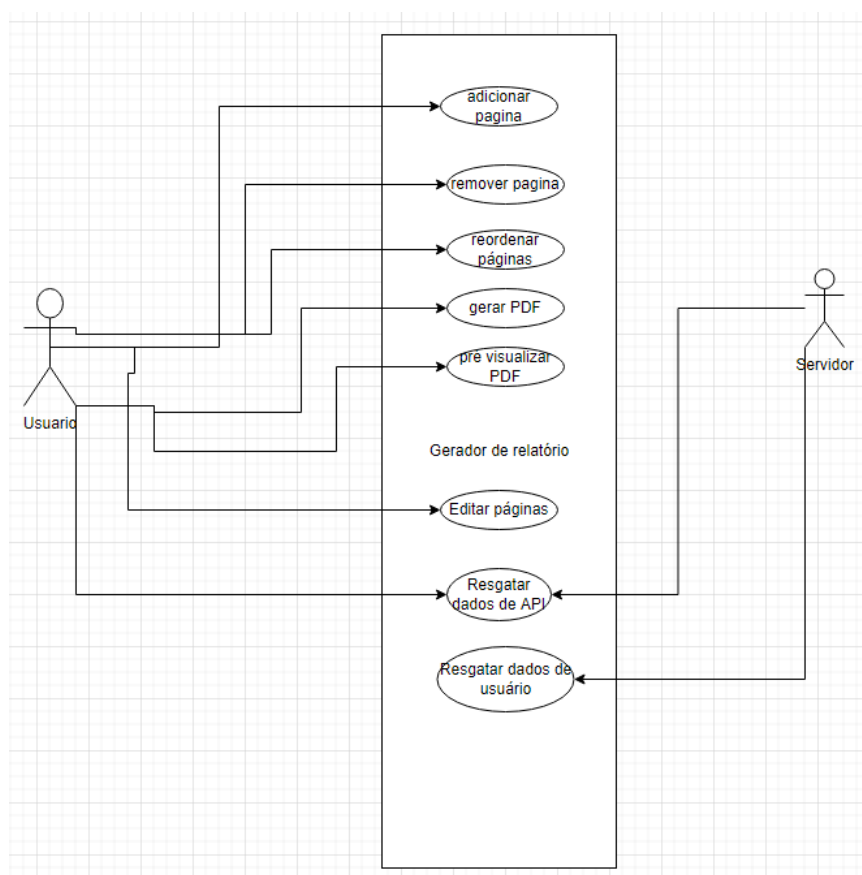 adicionar
pagina
remover pagina
reordenar
páginas
gerar PDF
pré visualizar
PDF
Usuario
Servidor
Gerador de relatório
Editar páginas
Resgatar
dados de API
Resgatar dados de
usuário